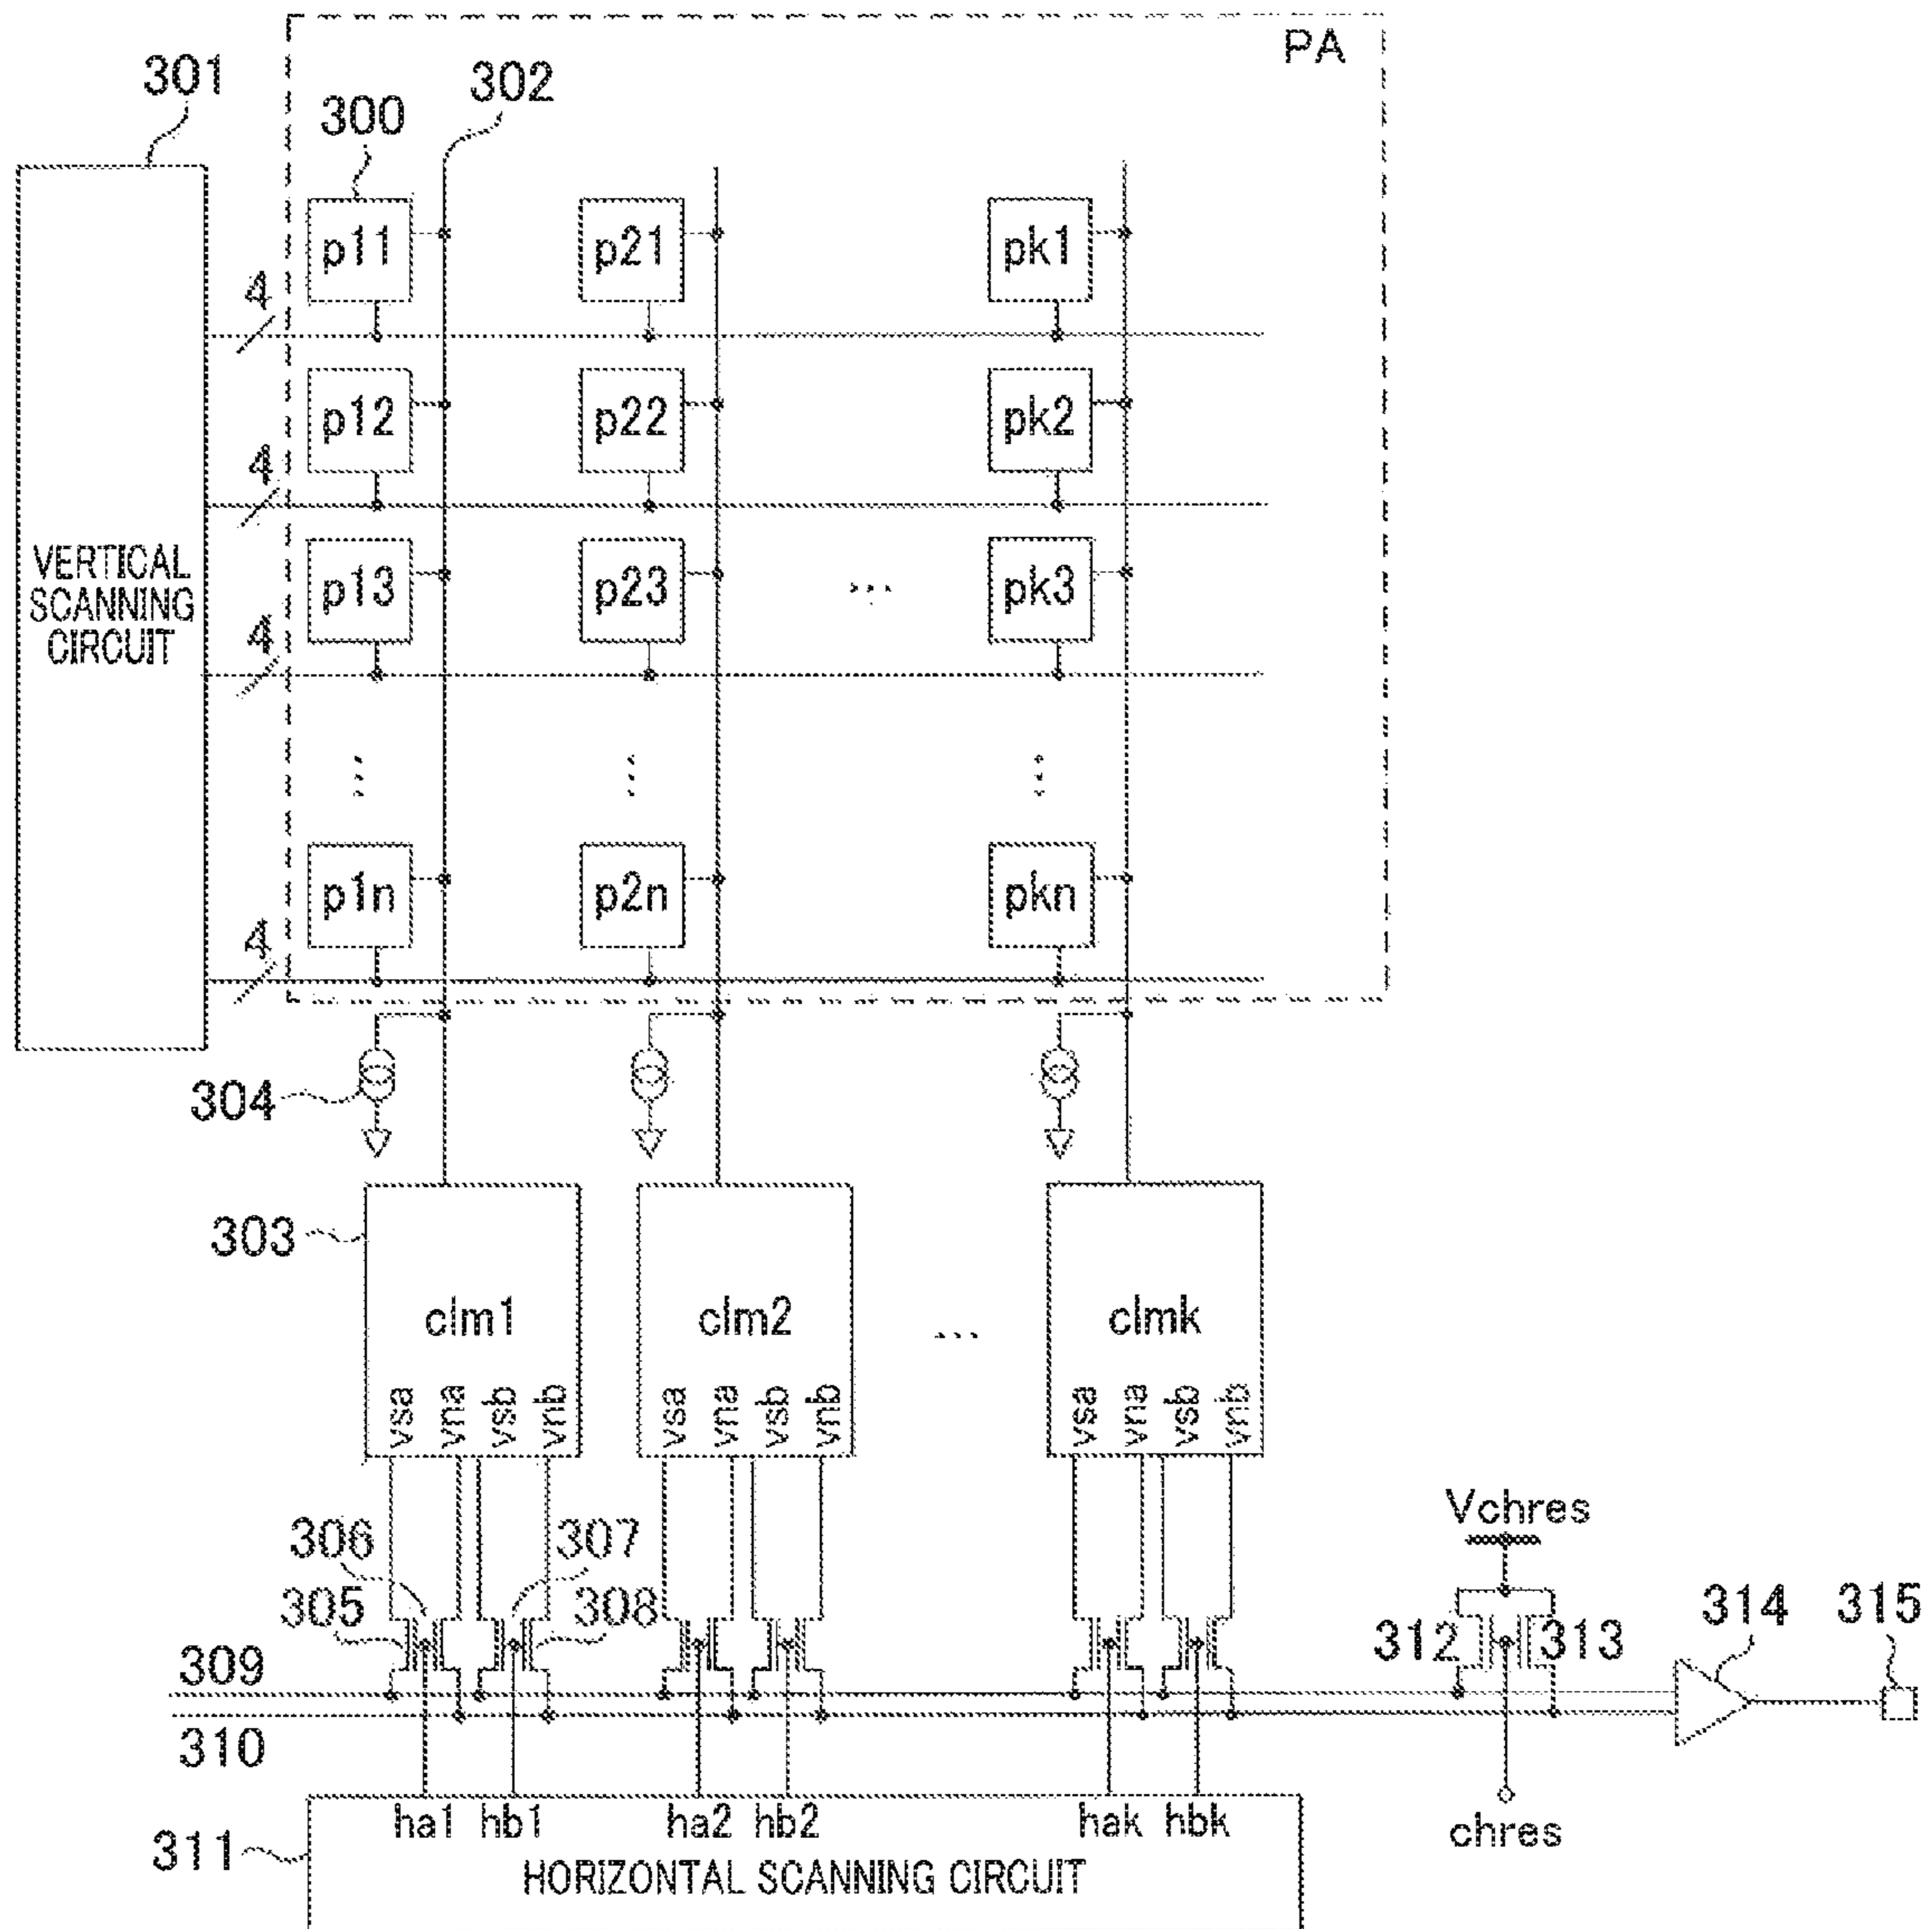 PA
301
302
300
p11
p21
pk1
4
p12
p22
pk2
4
VERTICAL
SCANNING
CIRCUIT
p13
p23
...
pk3
4
...
...
...
p1n
p2n
pkn
4
304
303
clm1
clm2
...
clmk
vsa
vna
vsb
vnb
vsa
vna
vsb
vnb
vsa
vna
vsb
vnb
Vchres
306
307
305
308
312
313
314
315
309
310
ha1
hb1
ha2
hb2
hak
hbk
chres
311
HORIZONTAL SCANNING CIRCUIT